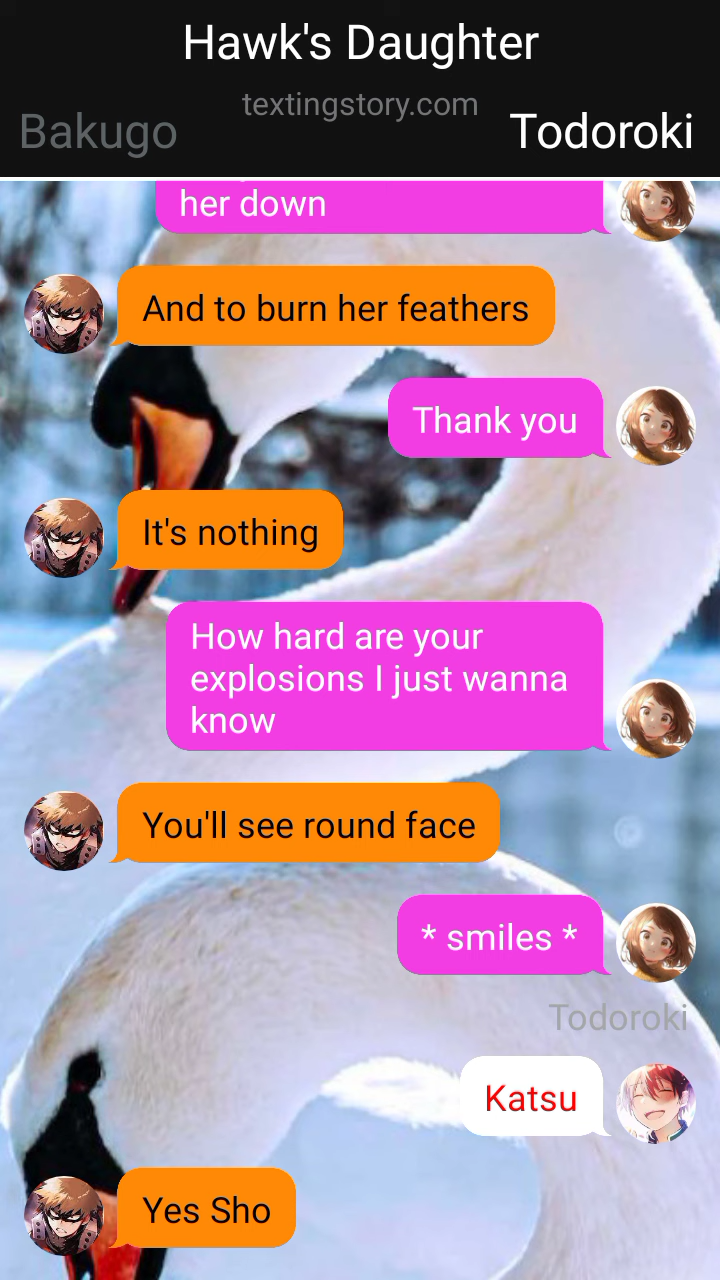 Hawk's Daughter
textingstory.com
Bakugo
Todoroki
her down
And to burn her feathers
Thank you
It's nothing
How hard are your
explosions I just wanna
know
You'll see round face
* smiles *
Todoroki
Katsu
Yes Sho